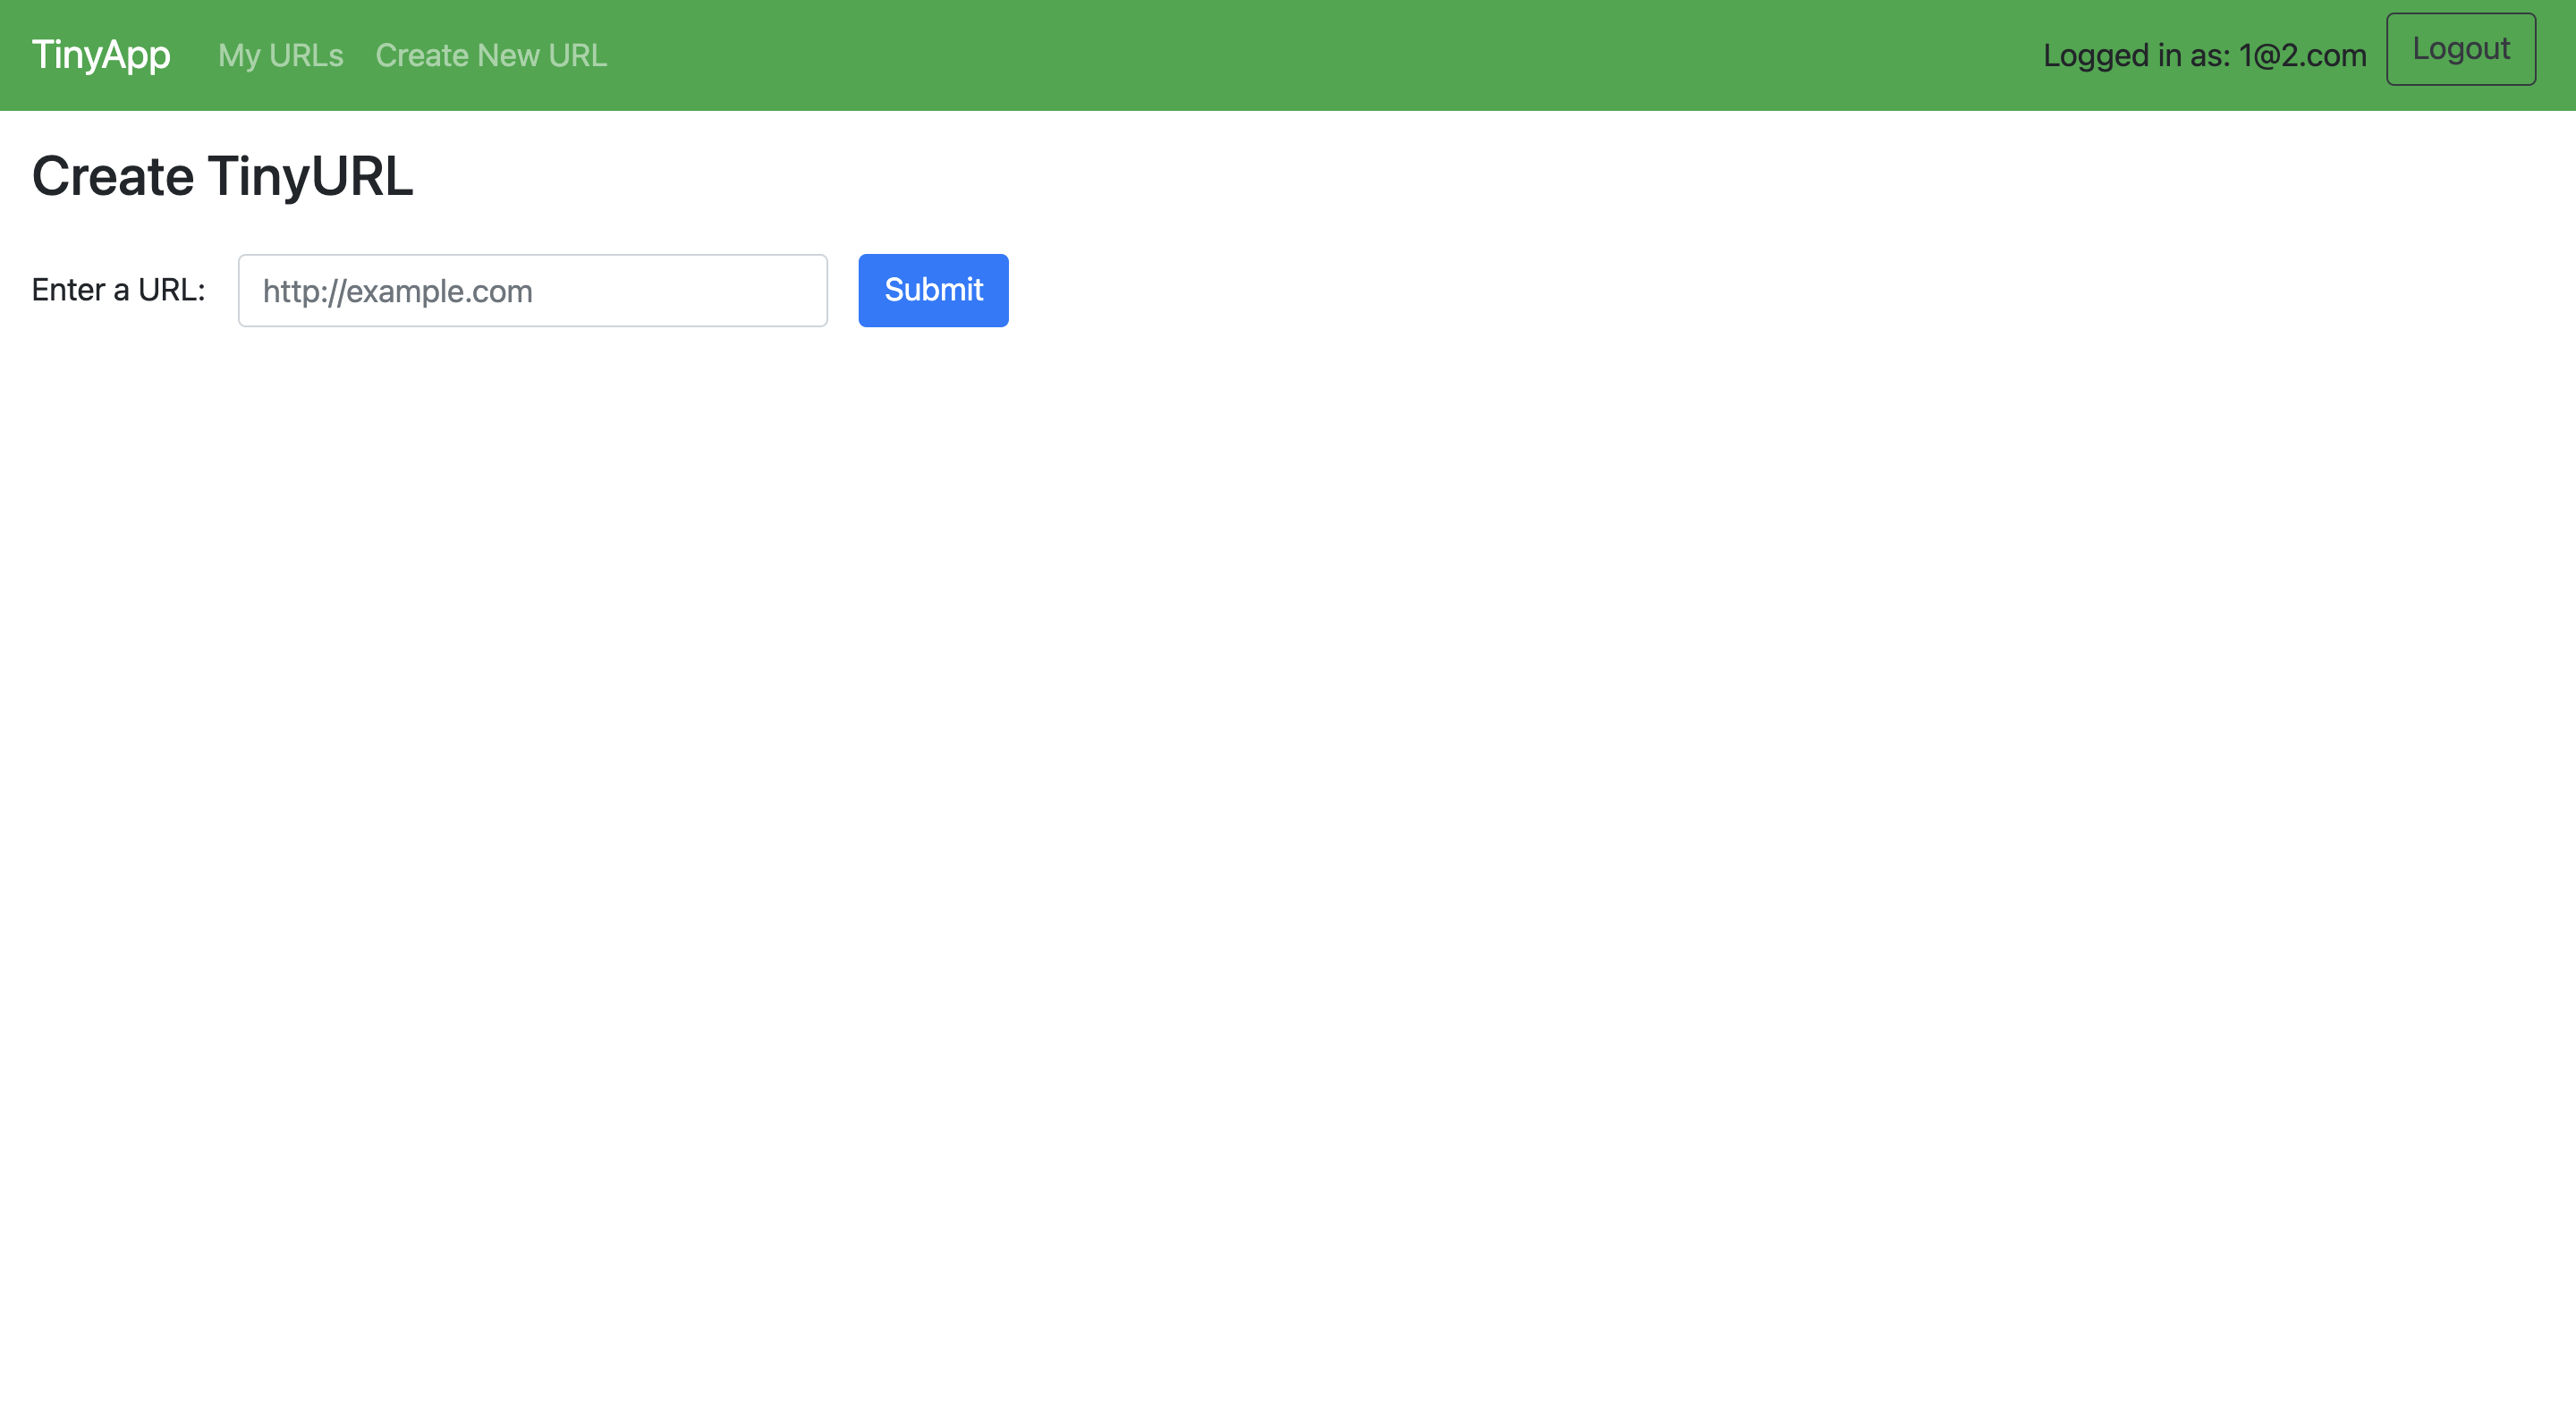 TinyApp My URLs Create New URL Logged in as: 1@2.com Logout
Create TinyURL
Enter a URL: http://example.com Submit